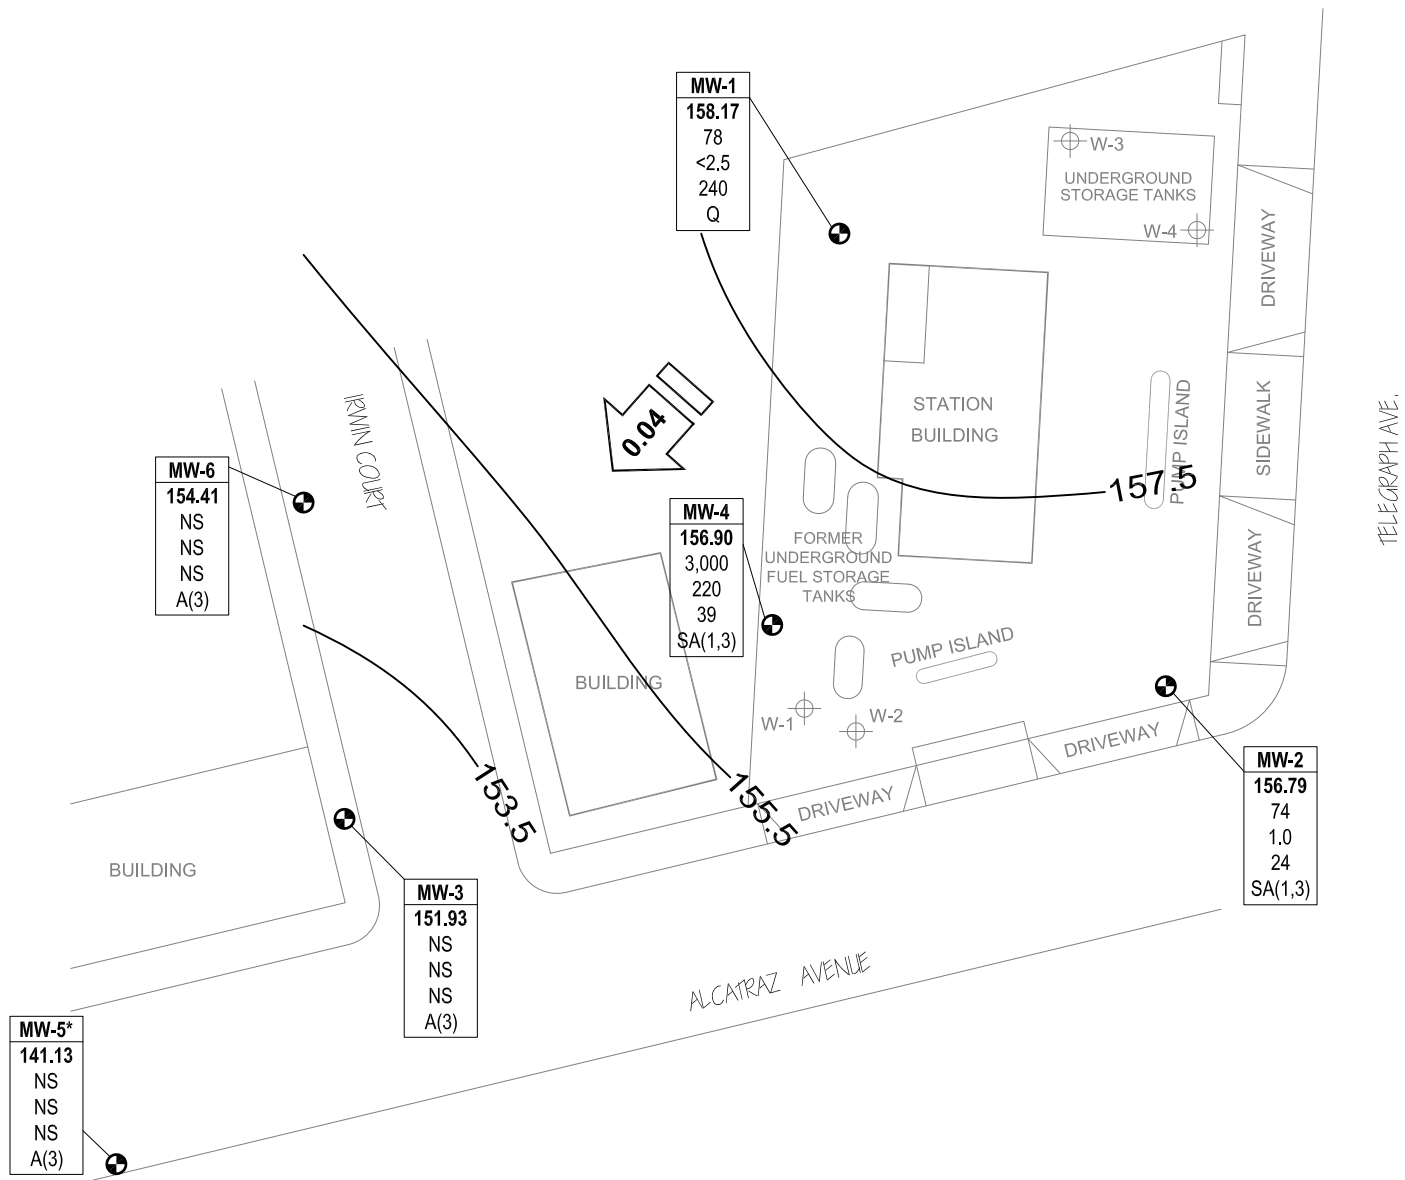 MW-1
158.17
78
<2.5
240
Q
W-3
UNDERGROUND
STORAGE TANKS
W-4
DRIVEWAY
IRWIN COURT
0.04
STATION
BUILDING
PUMP ISLAND
SIDEWALK
TELEGRAPH AVE.
157.5
MW-6
154.41
NS
NS
NS
A(3)
MW-4
156.90
3,000
220
39
SA(1,3)
FORMER
UNDERGROUND
FUEL STORAGE
TANKS
DRIVEWAY
PUMP ISLAND
BUILDING
W-1
W-2
DRIVEWAY
153.5
155.5
DRIVEWAY
MW-2
156.79
74
1.0
24
SA(1,3)
BUILDING
MW-3
151.93
NS
NS
NS
A(3)
ALCATRAZ AVENUE
MW-5*
141.13
NS
NS
NS
A(3)